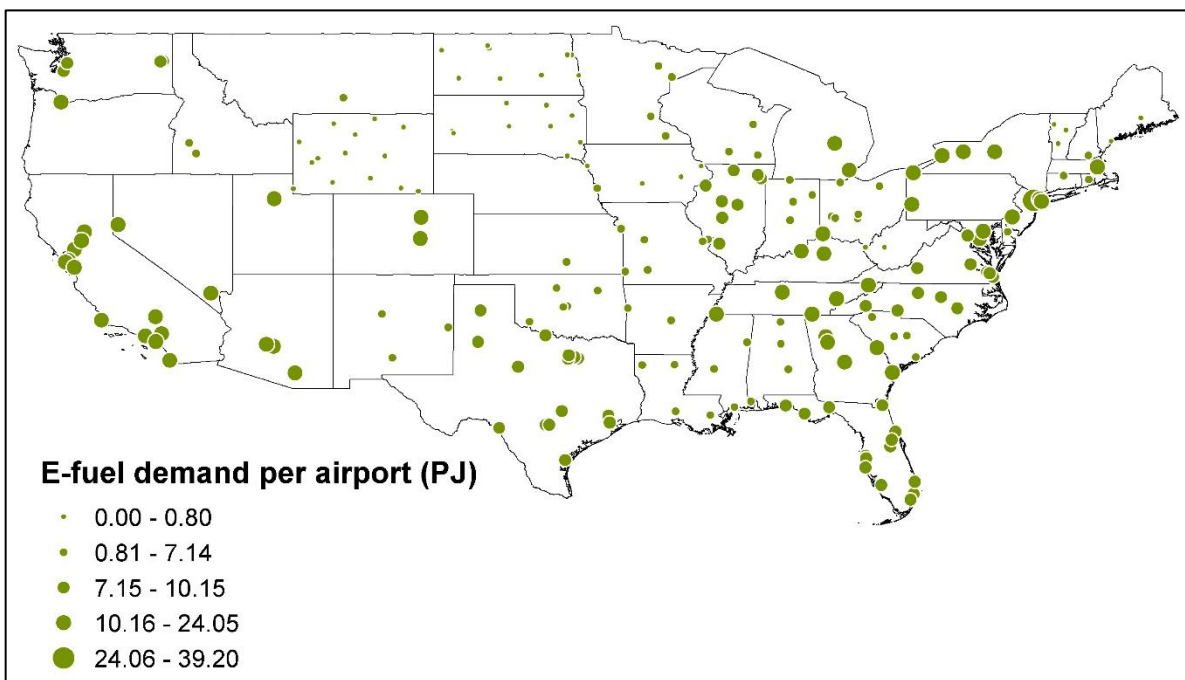 E-fuel demand per airport (PJ)
0.00 - 0.80
0.81 - 7.14
7.15 - 10.15
10.16 - 24.05
24.06 - 39.20